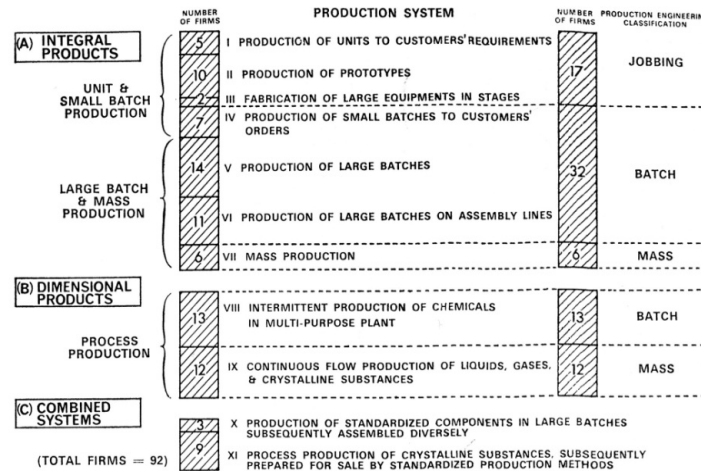 NUMBER OF FIRMS
PRODUCTION SYSTEM
NUMBER OF FIRMS
PRODUCTION ENGINEERING CLASSIFICATION
(A) INTEGRAL PRODUCTS
UNIT & SMALL BATCH PRODUCTION
5 I PRODUCTION OF UNITS TO CUSTOMERS' REQUIREMENTS
10 II PRODUCTION OF PROTOTYPES
2 III FABRICATION OF LARGE EQUIPMENTS IN STAGES
17 JOBBING
7 IV PRODUCTION OF SMALL BATCHES TO CUSTOMERS'
ORDERS
LARGE BATCH & MASS PRODUCTION
14 V PRODUCTION OF LARGE BATCHES
32 BATCH
11 VI PRODUCTION OF LARGE BATCHES ON ASSEMBLY LINES
6 VII MASS PRODUCTION
6 MASS
(B) DIMENSIONAL PRODUCTS
PROCESS PRODUCTION
13 VIII INTERMITTENT PRODUCTION OF CHEMICALS
IN MULTI-PURPOSE PLANT
13 BATCH
12 IX CONTINUOUS FLOW PRODUCTION OF LIQUIDS, GASES,
& CRYSTALLINE SUBSTANCES
12 MASS
(C) COMBINED SYSTEMS
3 X PRODUCTION OF STANDARDIZED COMPONENTS IN LARGE BATCHES
SUBSEQUENTLY ASSEMBLED DIVERSELY
9 XI PROCESS PRODUCTION OF CRYSTALLINE SUBSTANCES, SUBSEQUENTLY
PREPARED FOR SALE BY STANDARDIZED PRODUCTION METHODS
(TOTAL FIRMS = 92)